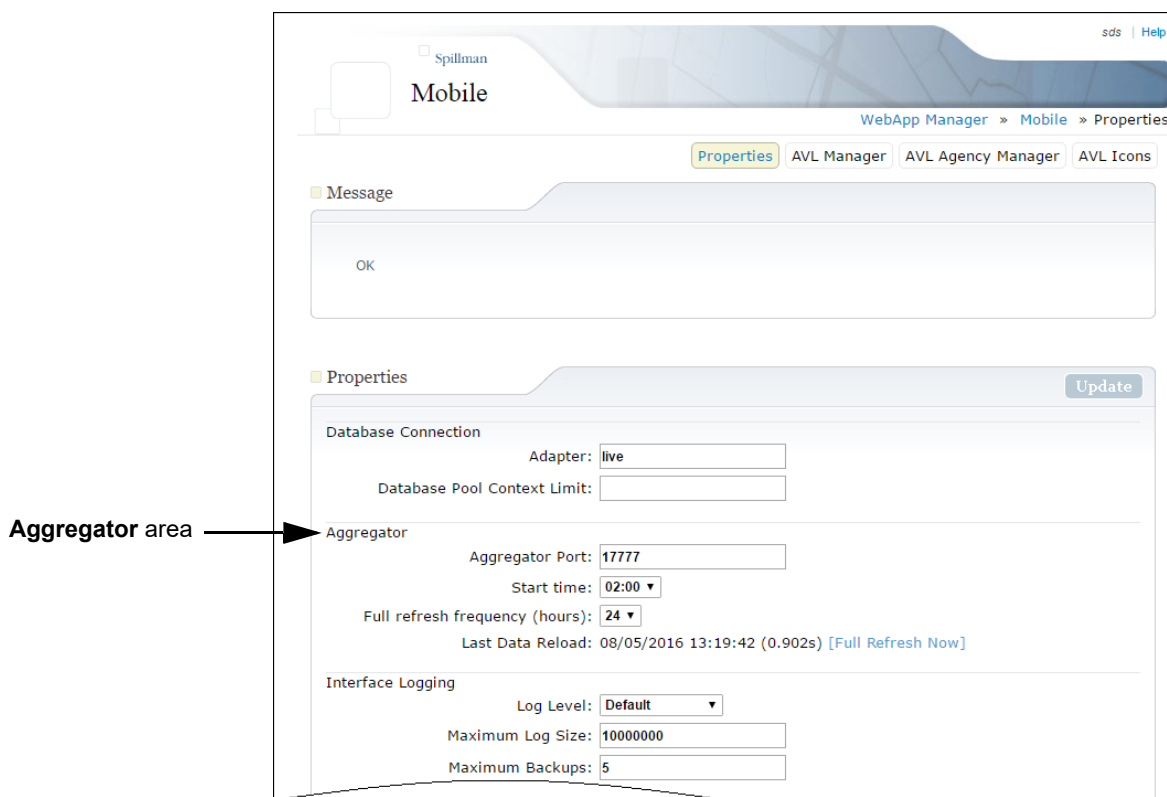 sds | Help
Spillman
Mobile
WebApp Manager » Mobile » Properties
Properties AVL Manager AVL Agency Manager AVL Icons
Message
OK
Properties
Update
Database Connection
Adapter: live
Database Pool Context Limit:
Aggregator area
Aggregator
Aggregator Port: 17777
Start time: 02:00 ▼
Full refresh frequency (hours): 24 ▼
Last Data Reload: 08/05/2016 13:19:42 (0.902s) [Full Refresh Now]
Interface Logging
Log Level: Default ▼
Maximum Log Size: 10000000
Maximum Backups: 5